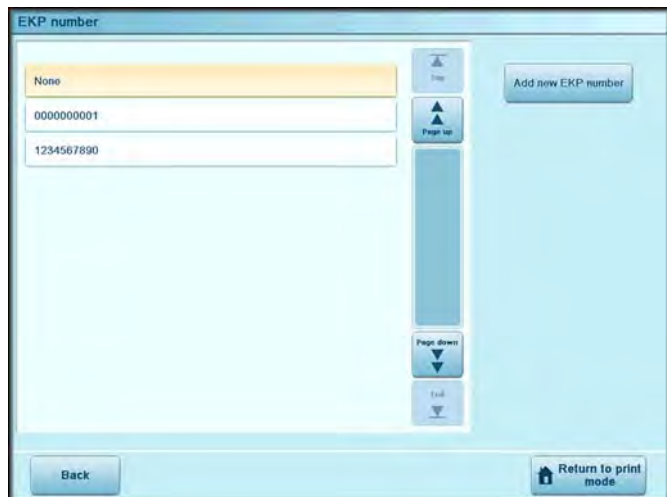 EKP number
None
0000000001
1234567890
Top
Page up
Page down
End
Add new EKP number
Back
Return to print
mode